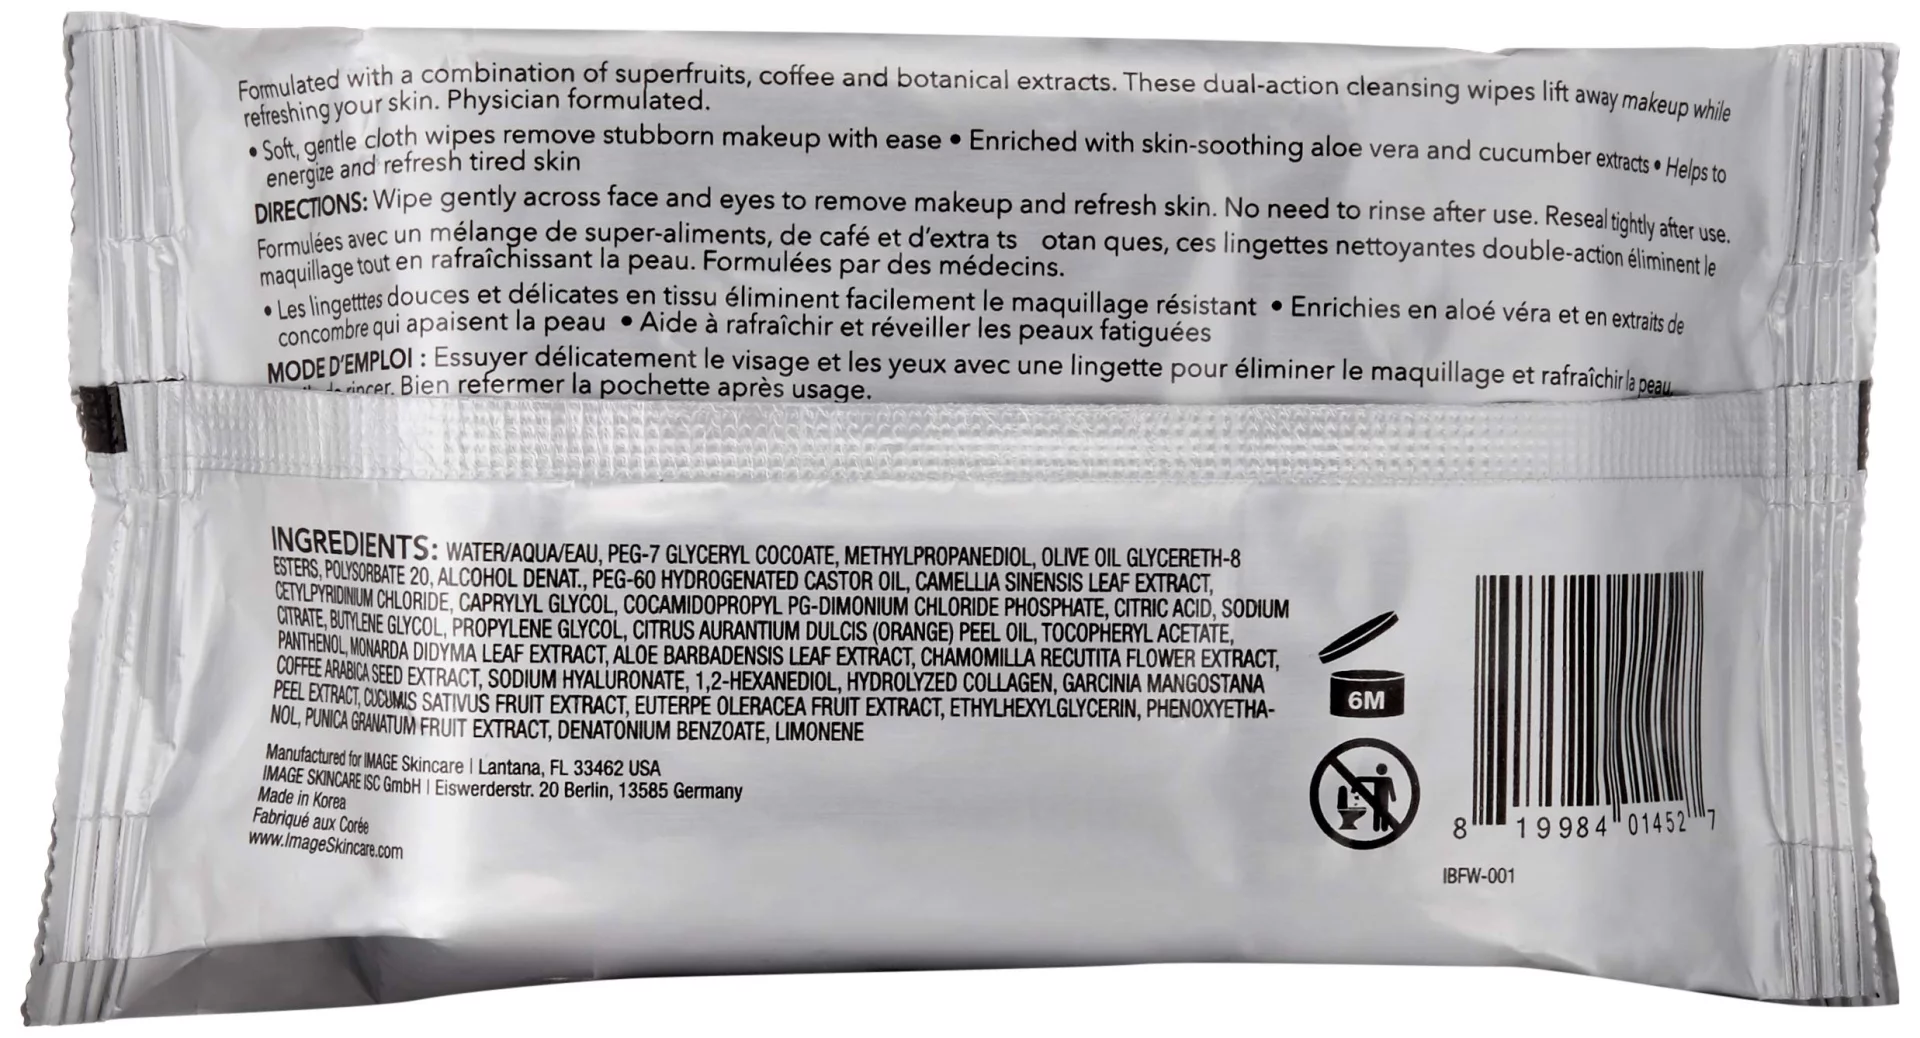 Formulated with a combination of superfruits, coffee and botanical extracts. These dual-action cleansing wipes lift away makeup while
refreshing your skin. Physician formulated.
• Soft, gentle cloth wipes remove stubborn makeup with ease • Enriched with skin-soothing aloe vera and cucumber extracts • Helps to
energize and refresh tired skin
DIRECTIONS: Wipe gently across face and eyes to remove makeup and refresh skin. No need to rinse after use. Reseal tightly after use.
Formulées avec un mélange de super-aliments, de café et d'extra ts otan ques, ces lingettes nettoyantes double-action éliminent le
maquillage tout en rafraîchissant la peau. Formulées par des médecins.
• Les lingetttes douces et délicates en tissu éliminent facilement le maquillage résistant • Enrichies en aloé véra et en extraits de
concombre qui apaisent la peau • Aide à rafraîchir et réveiller les peaux fatiguées
MODE D'EMPLOI : Essuyer délicatement le visage et les yeux avec une lingette pour éliminer le maquillage et rafraîchir la peau.
rincer. Bien refermer la pochette après usage.
INGREDIENTS: WATER/AQUA/EAU, PEG-7 GLYCERYL COCOATE, METHYLPROPANEDIOL, OLIVE OIL GLYCERETH-8
ESTERS, POLYSORBATE 20, ALCOHOL DENAT., PEG-60 HYDROGENATED CASTOR OIL, CAMELLIA SINENSIS LEAF EXTRACT,
CETYLPYRIDINIUM CHLORIDE, CAPRYLYL GLYCOL, COCAMIDOPROPYL PG-DIMONIUM CHLORIDE PHOSPHATE, CITRIC ACID, SODIUM
CITRATE, BUTYLENE GLYCOL, PROPYLENE GLYCOL, CITRUS AURANTIUM DULCIS (ORANGE) PEEL OIL, TOCOPHERYL ACETATE,
PANTHENOL, MONARDA DIDYMA LEAF EXTRACT, ALOE BARBADENSIS LEAF EXTRACT, CHAMOMILLA RECUTITA FLOWER EXTRACT,
COFFEE ARABICA SEED EXTRACT, SODIUM HYALURONATE, 1,2-HEXANEDIOL, HYDROLYZED COLLAGEN, GARCINIA MANGOSTANA
PEEL EXTRACT, CUCUMIS SATIVUS FRUIT EXTRACT, EUTERPE OLERACEA FRUIT EXTRACT, ETHYLHEXYLGLYCERIN, PHENOXYETHA-
NOL, PUNICA GRANATUM FRUIT EXTRACT, DENATONIUM BENZOATE, LIMONENE
Manufactured for IMAGE Skincare | Lantana, FL 33462 USA
IMAGE SKINCARE ISC GmbH | Eiswerderstr. 20 Berlin, 13585 Germany
Made in Korea
Fabriqué aux Corée
www.ImageSkincare.com
6M
8 19984 01452 7
IBFW-001